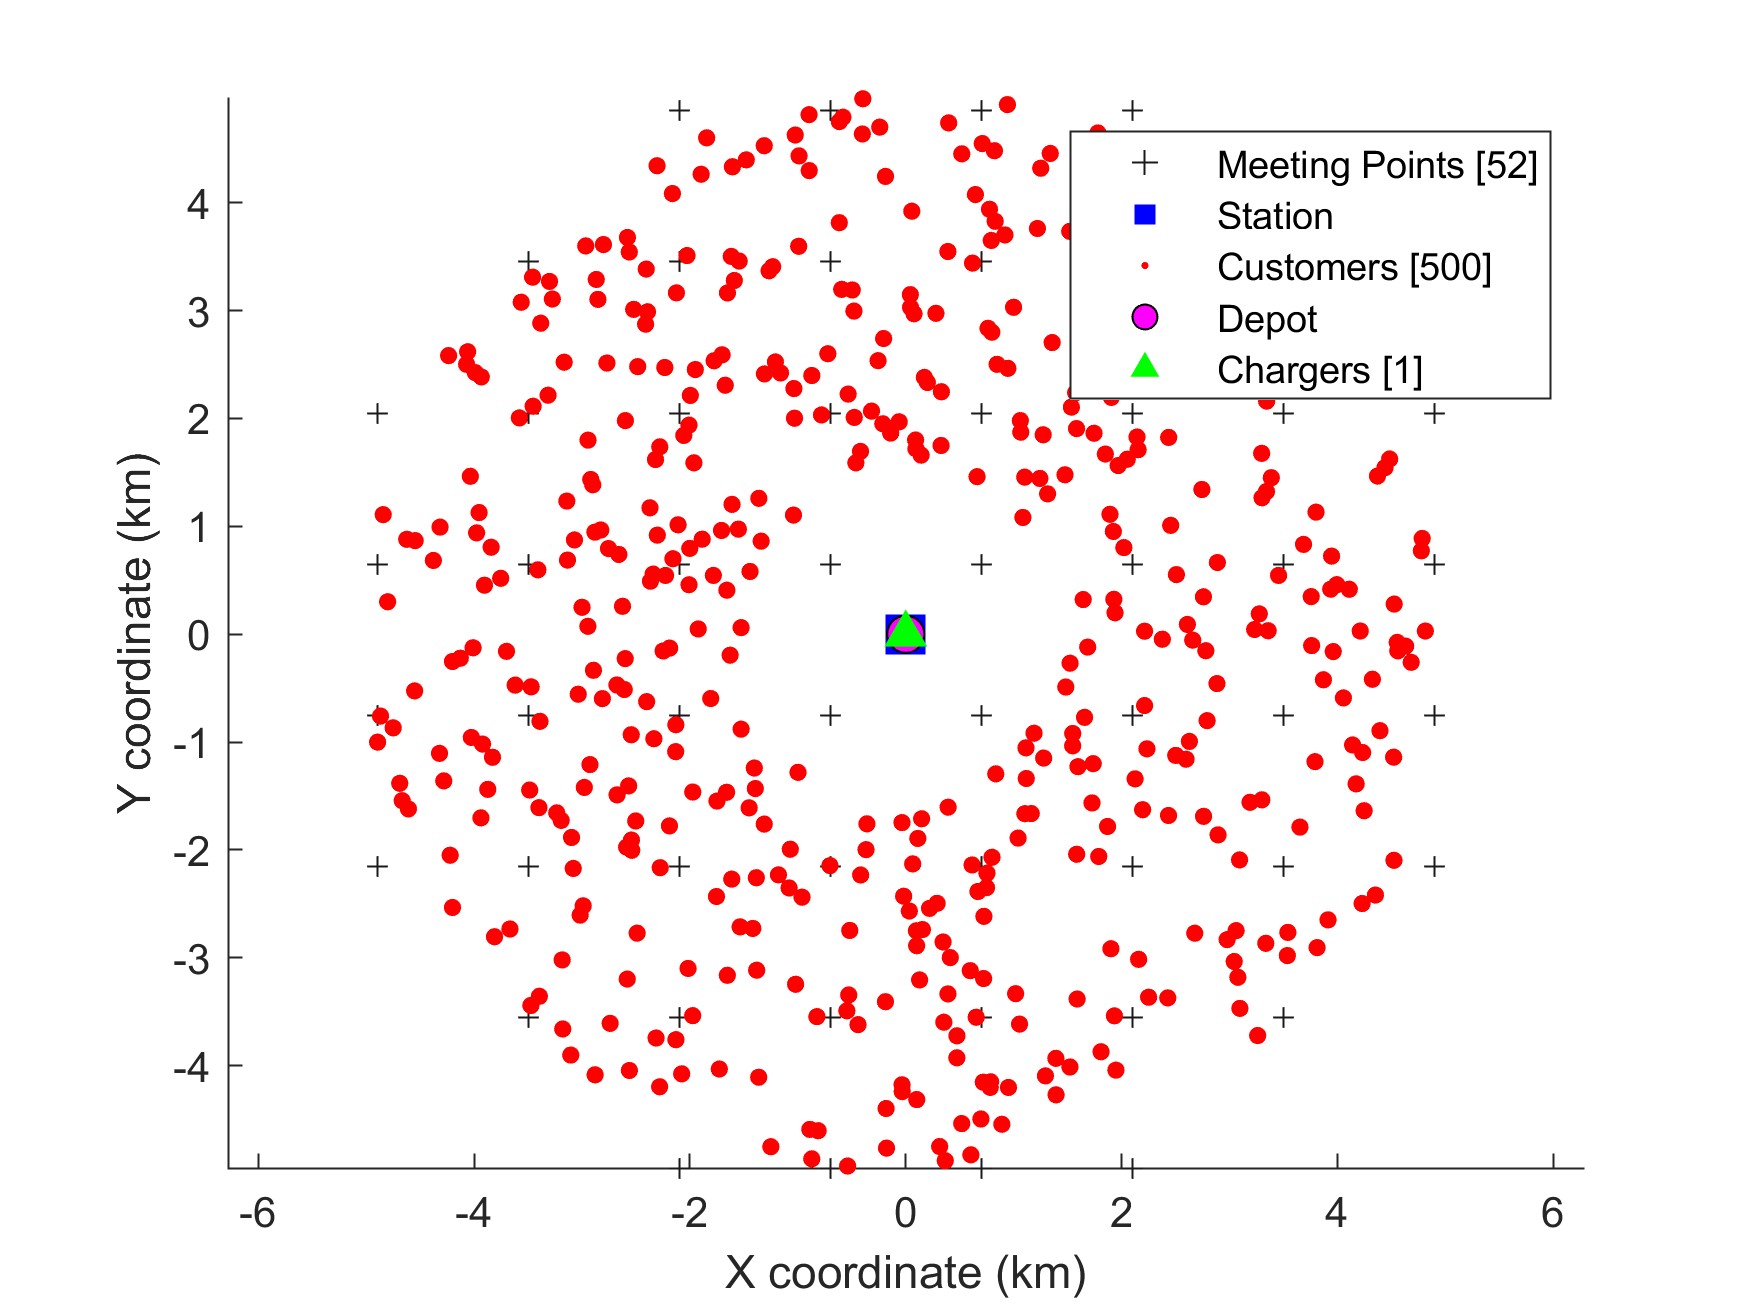 Meeting Points [52]
Station
Customers [500]
Depot
Chargers [1]
4
3
2
1
0
-1
-2
-3
-4
Y coordinate (km)
-6 -4 -2 0 2 4 6
X coordinate (km)